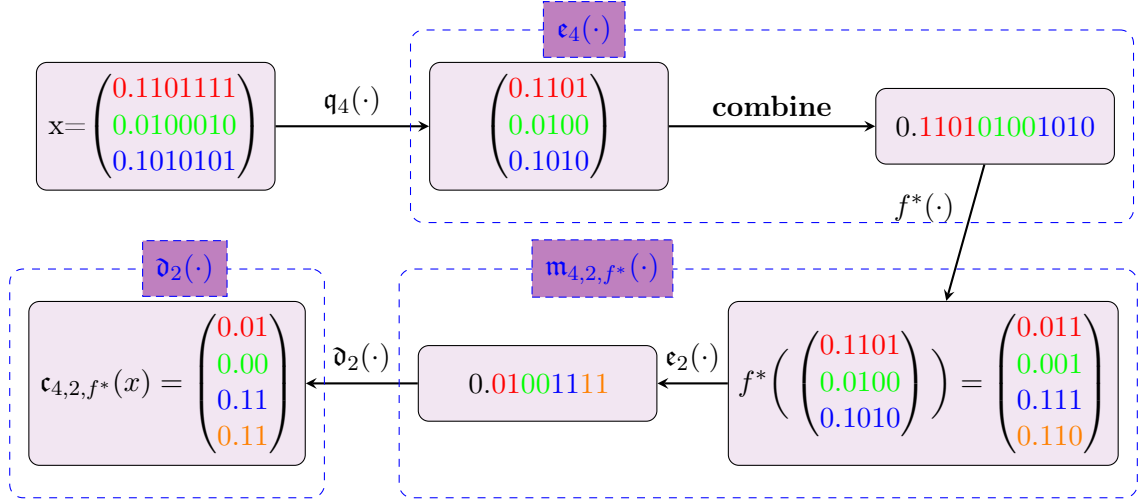 𝔢₄(·)
x= (0.1101111
0.0100010
0.1010101)
𝔮₄(·)
(0.1101
0.0100
0.1010)
combine
0.110101001010
f*(·)
𝔡₂(·)
𝔪₄,₂,f*(·)
𝔠₄,₂,f*(x) = (0.01
0.00
0.11
0.11)
𝔡₂(·)
0.01001111
𝔢₂(·)
f*( (0.1101
0.0100
0.1010) ) = (0.011
0.001
0.111
0.110)